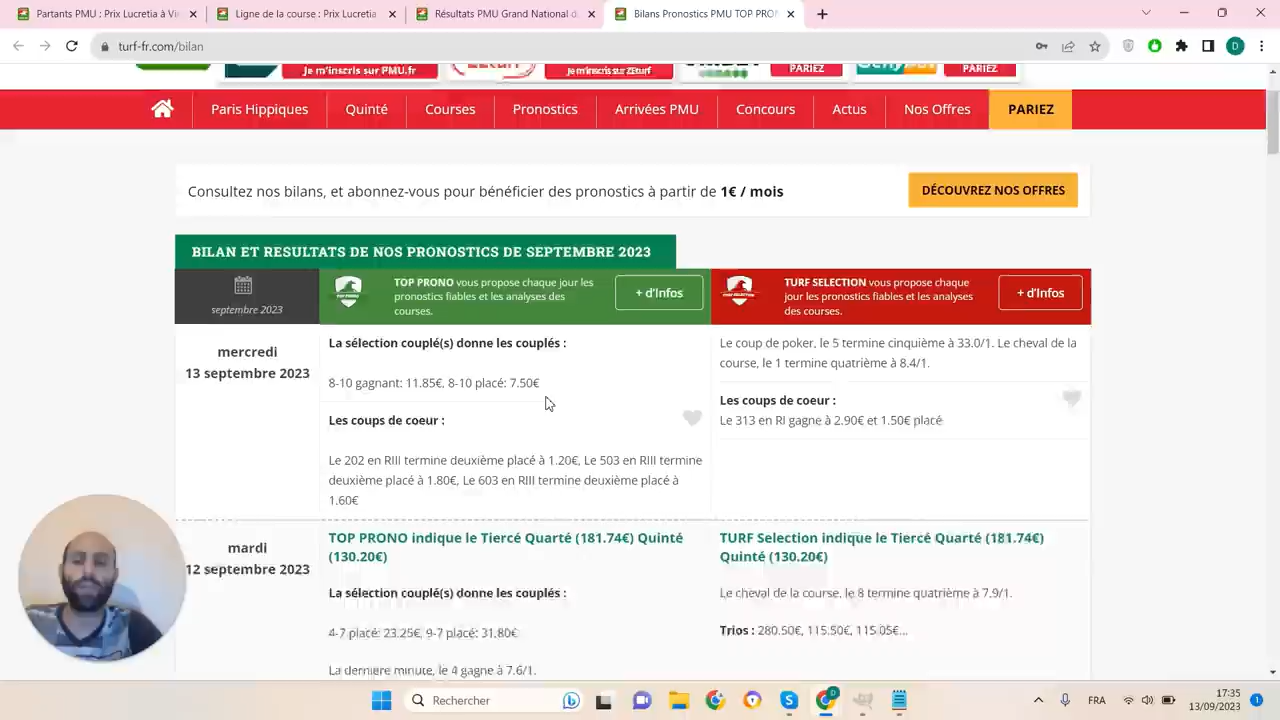 Partants PMU : Prix Lucretia à Vi
Ligne de la course : Prix Lucretia
Résultats PMU Grand National d
Bilans Pronostics PMU TOP PRON
turf-fr.com/bilan
D
Je m'inscris sur PMU.fr
Je m'inscris sur ZEturf
PARIEZ
PARIEZ
Paris Hippiques
Quinté
Courses
Pronostics
Arrivées PMU
Concours
Actus
Nos Offres
PARIEZ
Consultez nos bilans, et abonnez-vous pour bénéficier des pronostics à partir de 1€ / mois
DÉCOUVREZ NOS OFFRES
BILAN ET RESULTATS DE NOS PRONOSTICS DE SEPTEMBRE 2023
septembre 2023
TOP PRONO
TOP PRONO vous propose chaque jour les
pronostics fiables et les analyses des
courses.
+ d'Infos
TURF SELECTION
TURF SELECTION vous propose chaque
jour les pronostics fiables et les analyses
des courses.
+ d'Infos
mercredi
13 septembre 2023
La sélection couplé(s) donne les couplés :
8-10 gagnant: 11.85€, 8-10 placé: 7.50€
Les coups de coeur :
Le 202 en RIII termine deuxième placé à 1.20€, Le 503 en RIII termine
deuxième placé à 1.80€, Le 603 en RIII termine deuxième placé à
1.60€
Le coup de poker, le 5 termine cinquième à 33.0/1. Le cheval de la
course, le 1 termine quatrième à 8.4/1.
Les coups de coeur :
Le 313 en RI gagne à 2.90€ et 1.50€ placé
mardi
12 septembre 2023
TOP PRONO indique le Tiercé Quarté (181.74€) Quinté
(130.20€)
La sélection couplé(s) donne les couplés :
4-7 placé: 23.25€, 9-7 placé: 31.80€
La dernière minute, le 4 gagne à 7.6/1.
TURF Selection indique le Tiercé Quarté (181.74€)
Quinté (130.20€)
Le cheval de la course, le 8 termine quatrième à 7.9/1.
Trios : 280.50€, 115.50€, 115.05€...
Rechercher
D
FRA
17:35
13/09/2023
1